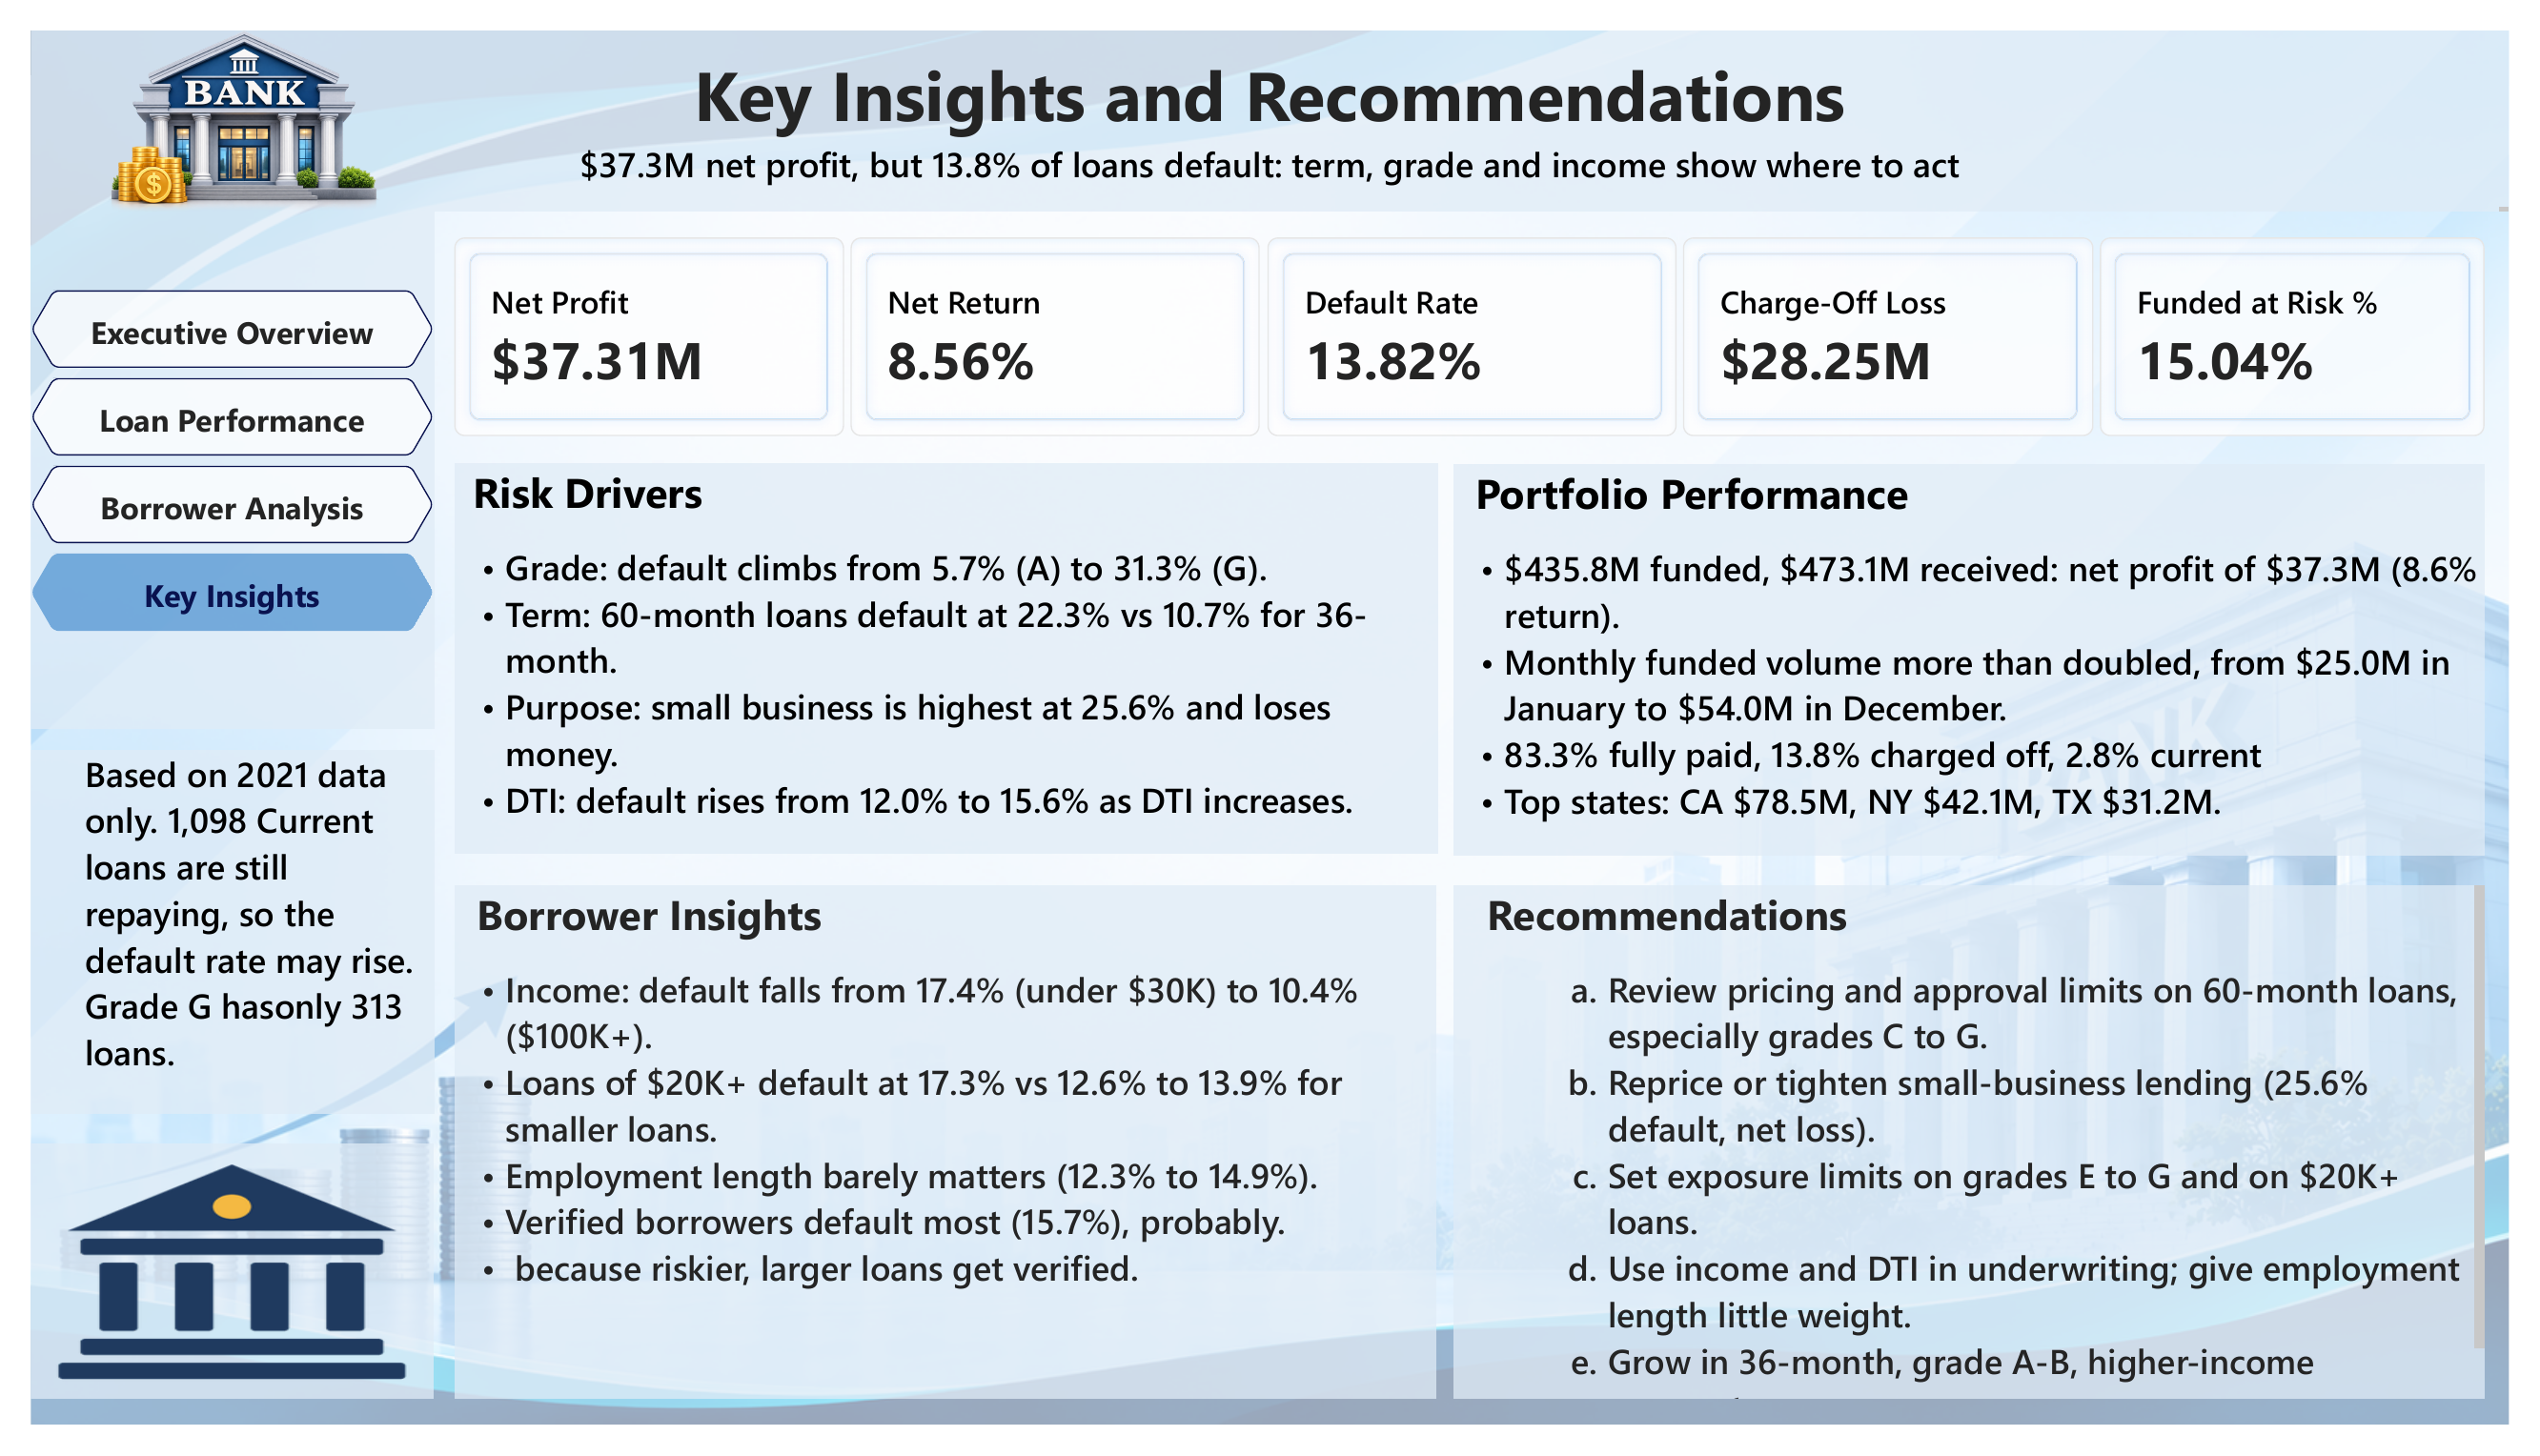 BANK
Key Insights and Recommendations
$37.3M net profit, but 13.8% of loans default: term, grade and income show where to act
Executive Overview
Loan Performance
Borrower Analysis
Key Insights
Based on 2021 data
only. 1,098 Current
loans are still
repaying, so the
default rate may rise.
Grade G hasonly 313
loans.
Net Profit
$37.31M
Net Return
8.56%
Default Rate
13.82%
Charge-Off Loss
$28.25M
Funded at Risk %
15.04%
Risk Drivers
• Grade: default climbs from 5.7% (A) to 31.3% (G).
• Term: 60-month loans default at 22.3% vs 10.7% for 36-
month.
• Purpose: small business is highest at 25.6% and loses
money.
• DTI: default rises from 12.0% to 15.6% as DTI increases.
Portfolio Performance
• $435.8M funded, $473.1M received: net profit of $37.3M (8.6%
return).
• Monthly funded volume more than doubled, from $25.0M in
January to $54.0M in December.
• 83.3% fully paid, 13.8% charged off, 2.8% current
• Top states: CA $78.5M, NY $42.1M, TX $31.2M.
BANK
Borrower Insights
• Income: default falls from 17.4% (under $30K) to 10.4%
($100K+).
• Loans of $20K+ default at 17.3% vs 12.6% to 13.9% for
smaller loans.
• Employment length barely matters (12.3% to 14.9%).
• Verified borrowers default most (15.7%), probably.
• because riskier, larger loans get verified.
Recommendations
a. Review pricing and approval limits on 60-month loans,
especially grades C to G.
b. Reprice or tighten small-business lending (25.6%
default, net loss).
c. Set exposure limits on grades E to G and on $20K+
loans.
d. Use income and DTI in underwriting; give employment
length little weight.
e. Grow in 36-month, grade A-B, higher-income